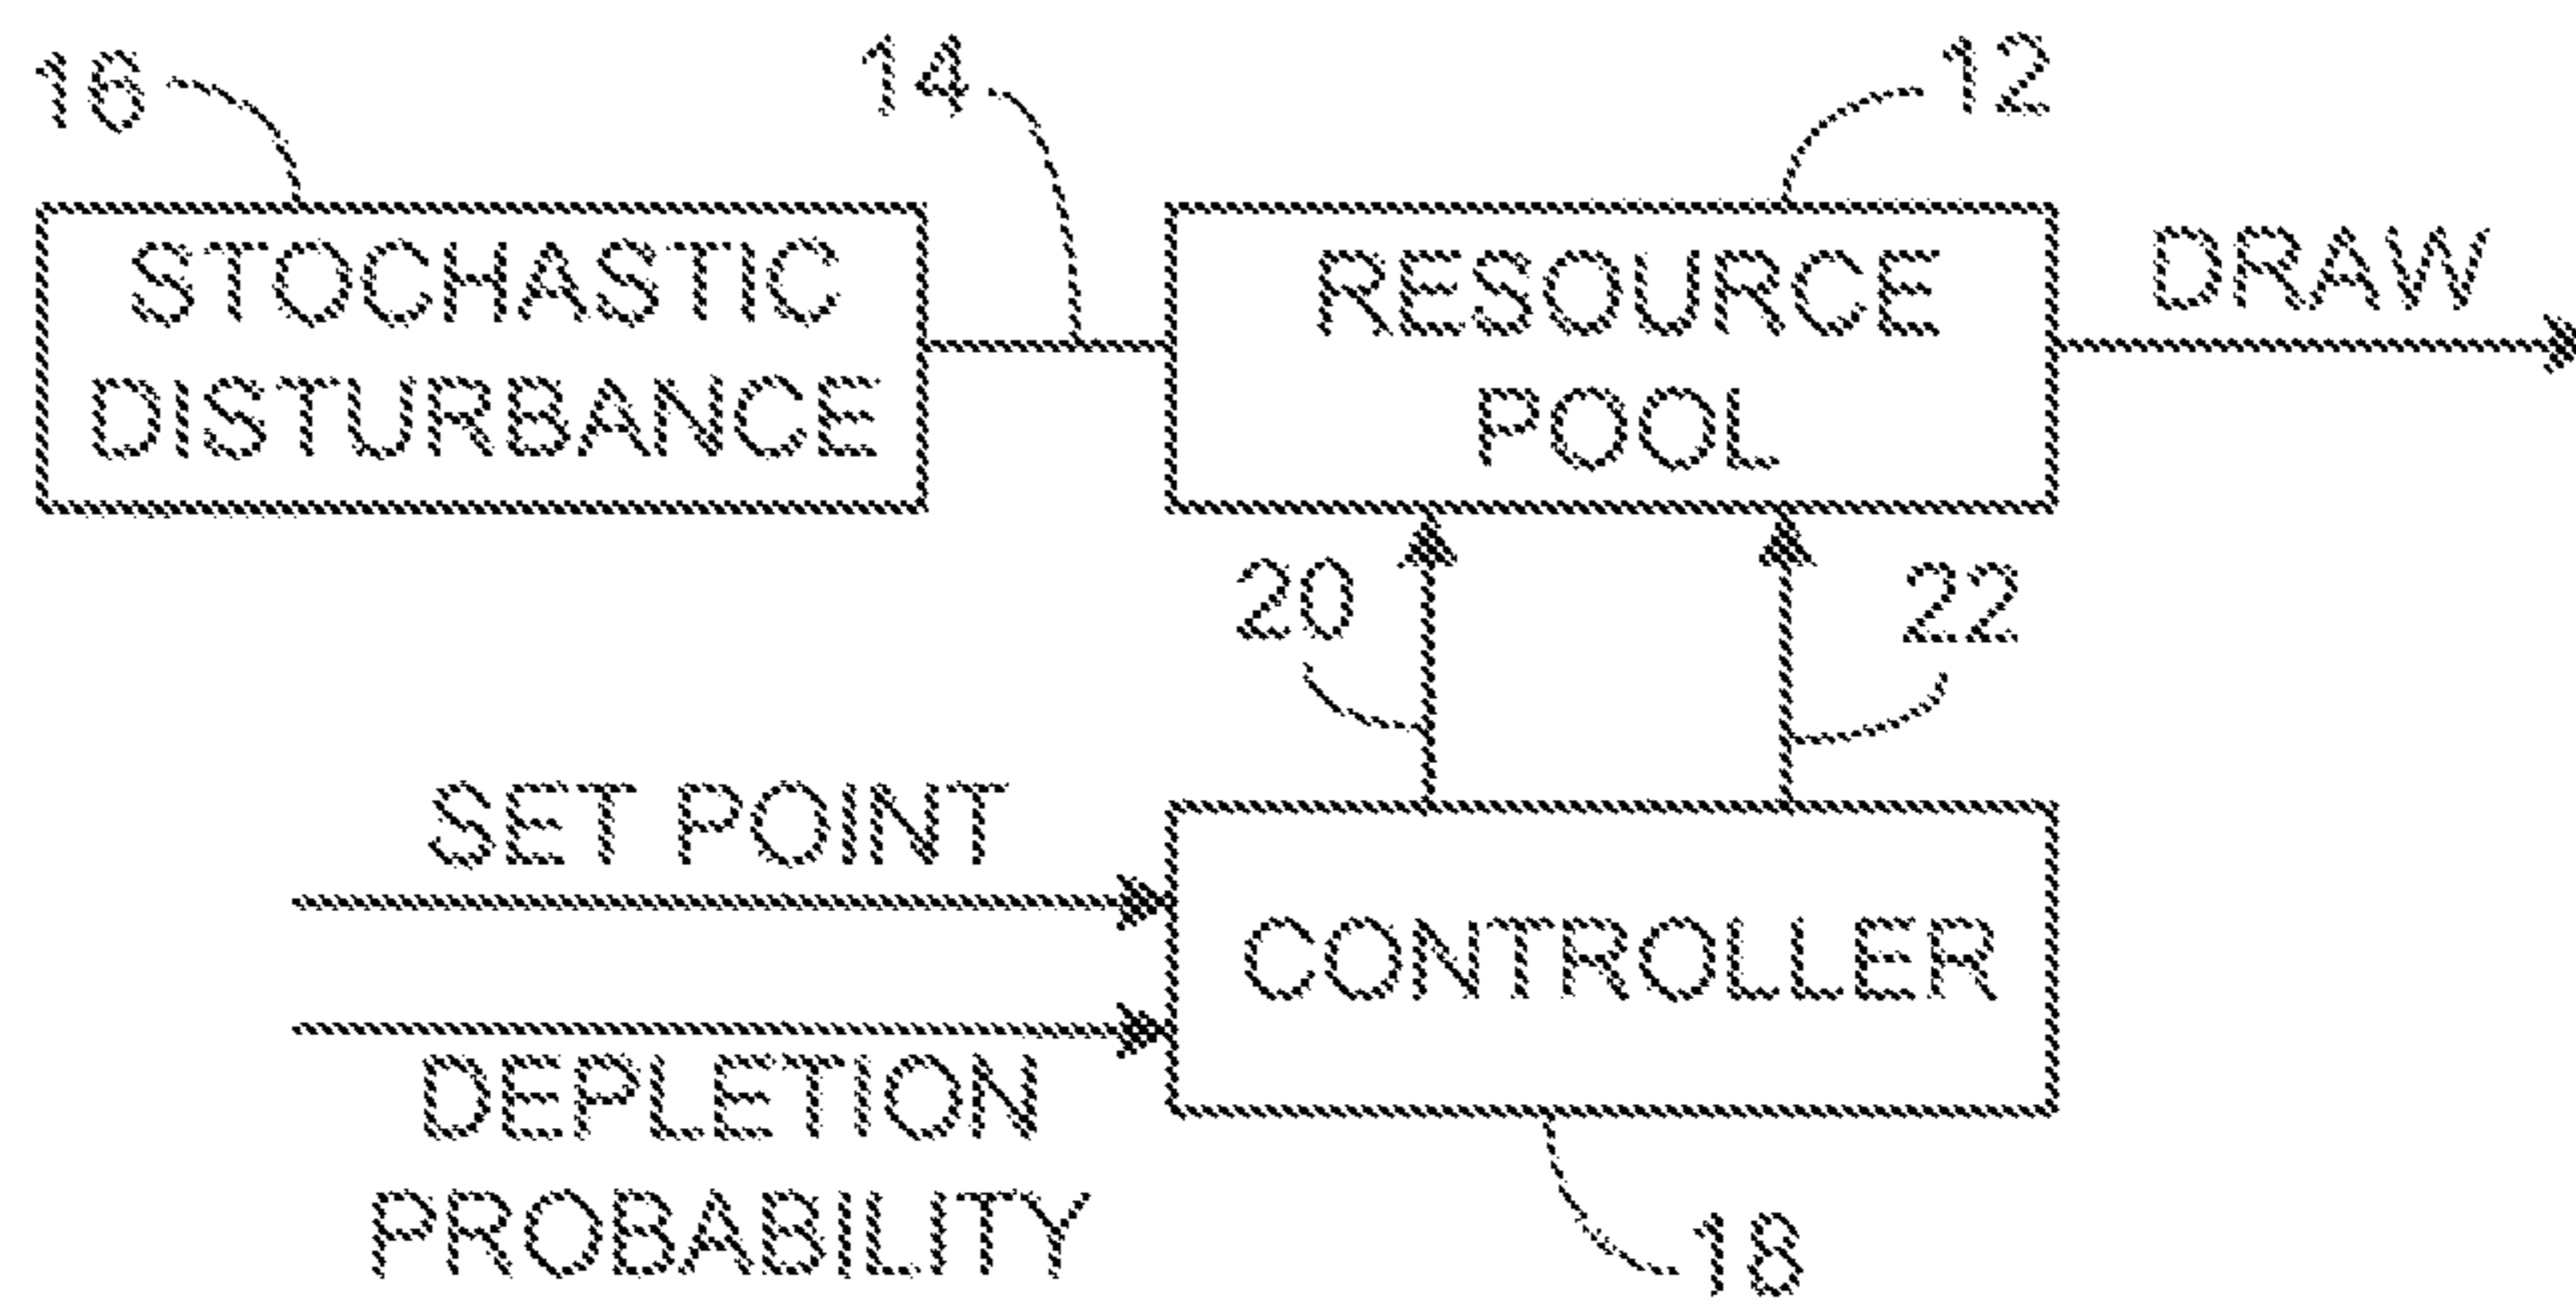 16
14
12
STOCHASTIC
DISTURBANCE
RESOURCE
POOL
DRAW
20
22
SET POINT
CONTROLLER
DEPLETION
PROBABILITY
18